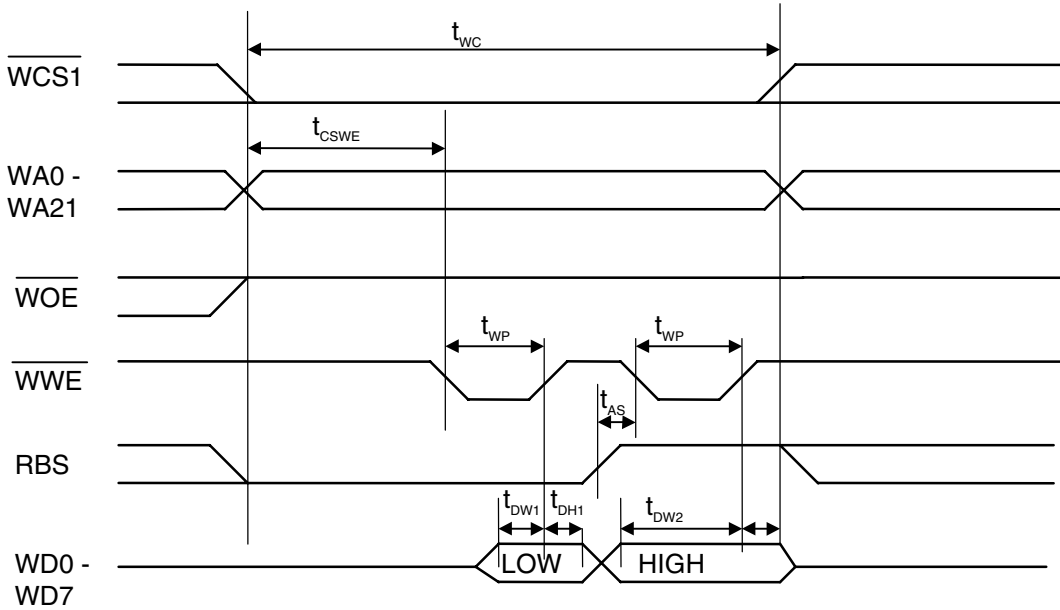 tWC
WCS1
tCSWE
WA0 -
WA21
WOE
tWP tWP
WWE
tAS
RBS
tDW1 tDH1 tDW2
WD0 -
WD7
LOW HIGH